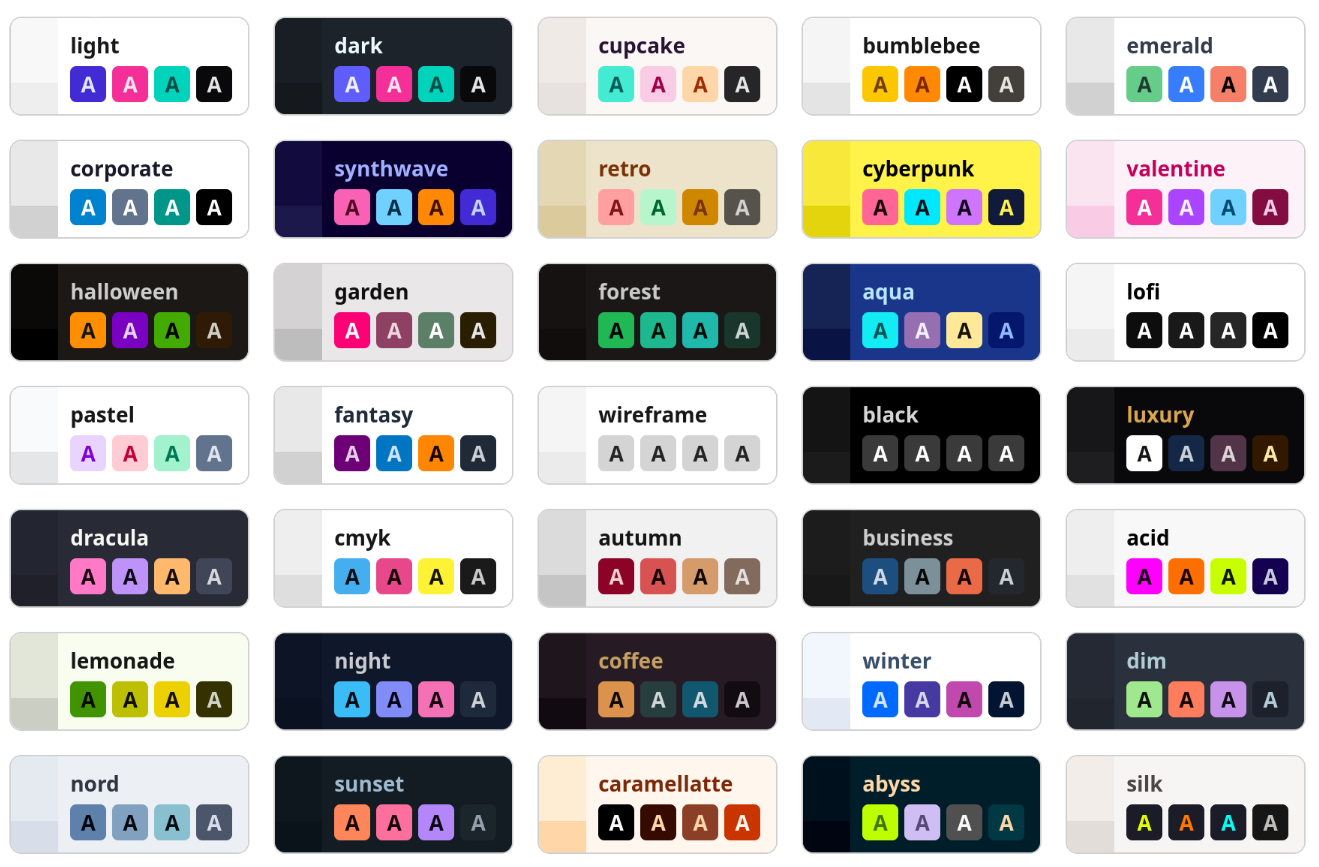 light
A A A A
dark
A A A A
cupcake
A A A A
bumblebee
A A A A
emerald
A A A A
corporate
A A A A
synthwave
A A A A
retro
A A A A
cyberpunk
A A A A
valentine
A A A A
halloween
A A A A
garden
A A A A
forest
A A A A
aqua
A A A A
lofi
A A A A
pastel
A A A A
fantasy
A A A A
wireframe
A A A A
black
A A A A
luxury
A A A A
dracula
A A A A
cmyk
A A A A
autumn
A A A A
business
A A A A
acid
A A A A
lemonade
A A A A
night
A A A A
coffee
A A A A
winter
A A A A
dim
A A A A
nord
A A A A
sunset
A A A A
caramellatte
A A A A
abyss
A A A A
silk
A A A A